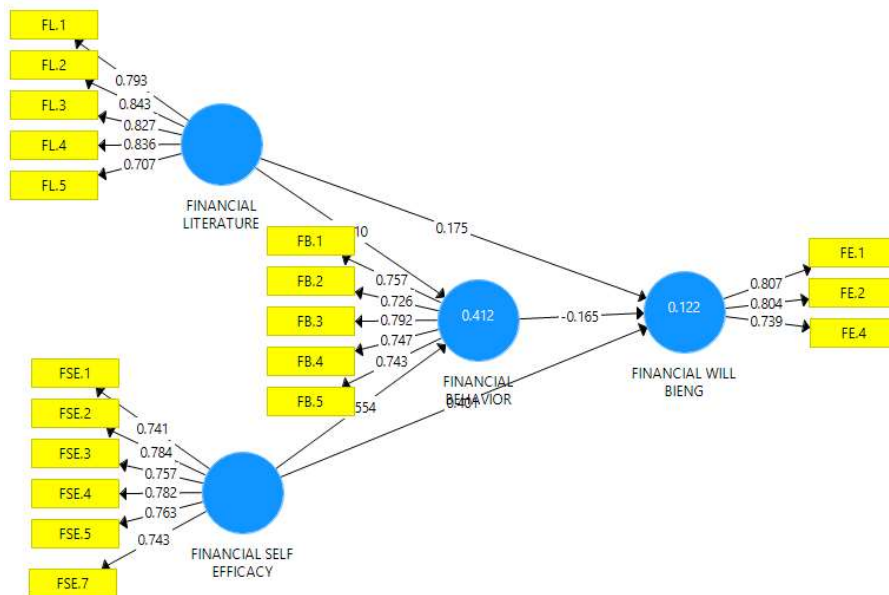 FL.1
FL.2
FL.3
FL.4
FL.5
0.793
0.843
0.827
0.836
0.707
FINANCIAL
LITERATURE
10
0.175
FB.1
FB.2
FB.3
FB.4
FB.5
0.757
0.726
0.792
0.747
0.743
0.412
FINANCIAL
BEHAVIOR
-0.165
0.122
FINANCIAL WILL
BIENG
0.807
0.804
0.739
FE.1
FE.2
FE.4
554
0.401
FSE.1
FSE.2
FSE.3
FSE.4
FSE.5
FSE.7
0.741
0.784
0.757
0.782
0.763
0.743
FINANCIAL SELF
EFFICACY